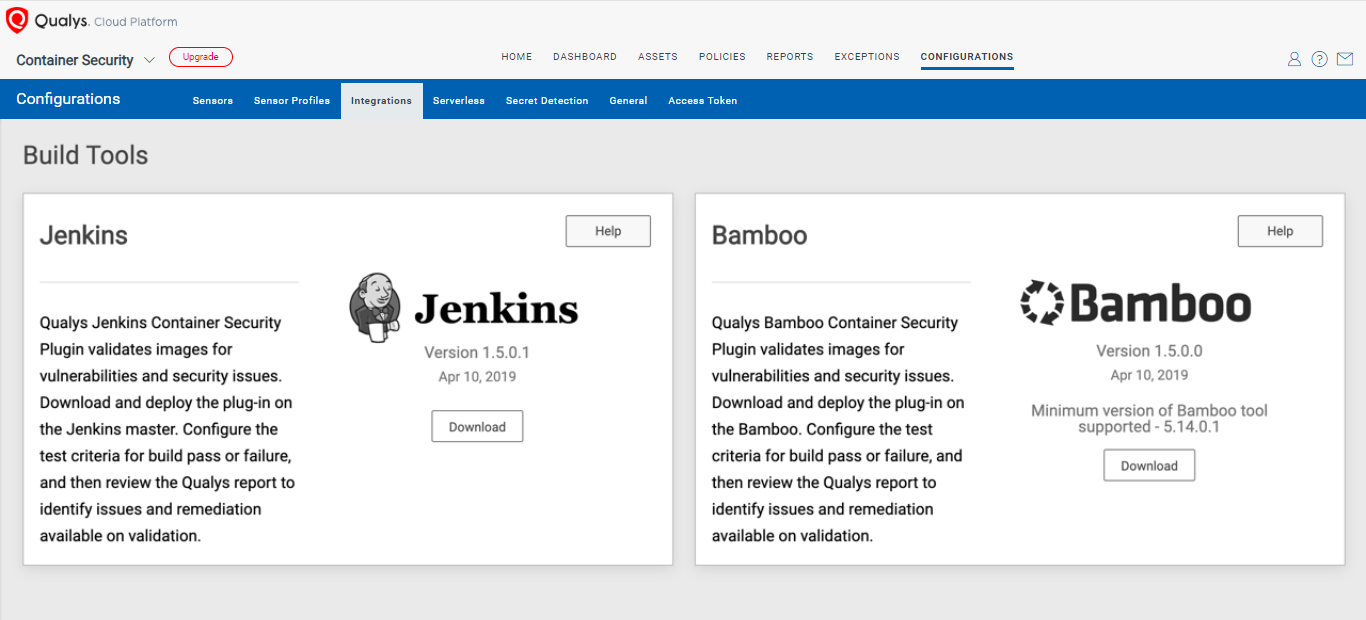 Qualys. Cloud Platform
Container Security
Upgrade
HOME DASHBOARD ASSETS POLICIES REPORTS EXCEPTIONS CONFIGURATIONS
Configurations
Sensors Sensor Profiles Integrations Serverless Secret Detection General Access Token
Build Tools
Jenkins
Help
Qualys Jenkins Container Security
Plugin validates images for
vulnerabilities and security issues.
Download and deploy the plug-in on
the Jenkins master. Configure the
test criteria for build pass or failure,
and then review the Qualys report to
identify issues and remediation
available on validation.
Jenkins
Version 1.5.0.1
Apr 10, 2019
Download
Bamboo
Help
Qualys Bamboo Container Security
Plugin validates images for
vulnerabilities and security issues.
Download and deploy the plug-in on
the Bamboo. Configure the test
criteria for build pass or failure, and
then review the Qualys report to
identify issues and remediation
available on validation.
Bamboo
Version 1.5.0.0
Apr 10, 2019
Minimum version of Bamboo tool
supported - 5.14.0.1
Download